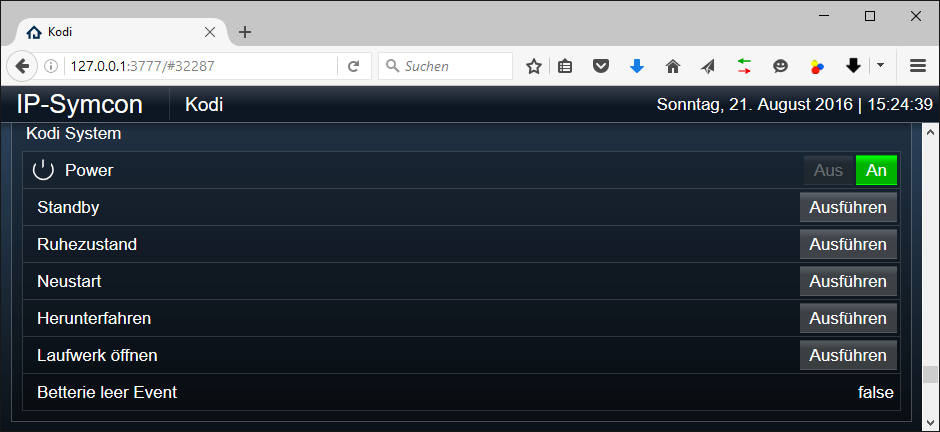 Kodi
127.0.0.1:3777/#32287
Suchen
IP-Symcon Kodi Sonntag, 21. August 2016 | 15:24:39
Kodi System
Power Aus An
Standby Ausführen
Ruhezustand Ausführen
Neustart Ausführen
Herunterfahren Ausführen
Laufwerk öffnen Ausführen
Betterie leer Event false